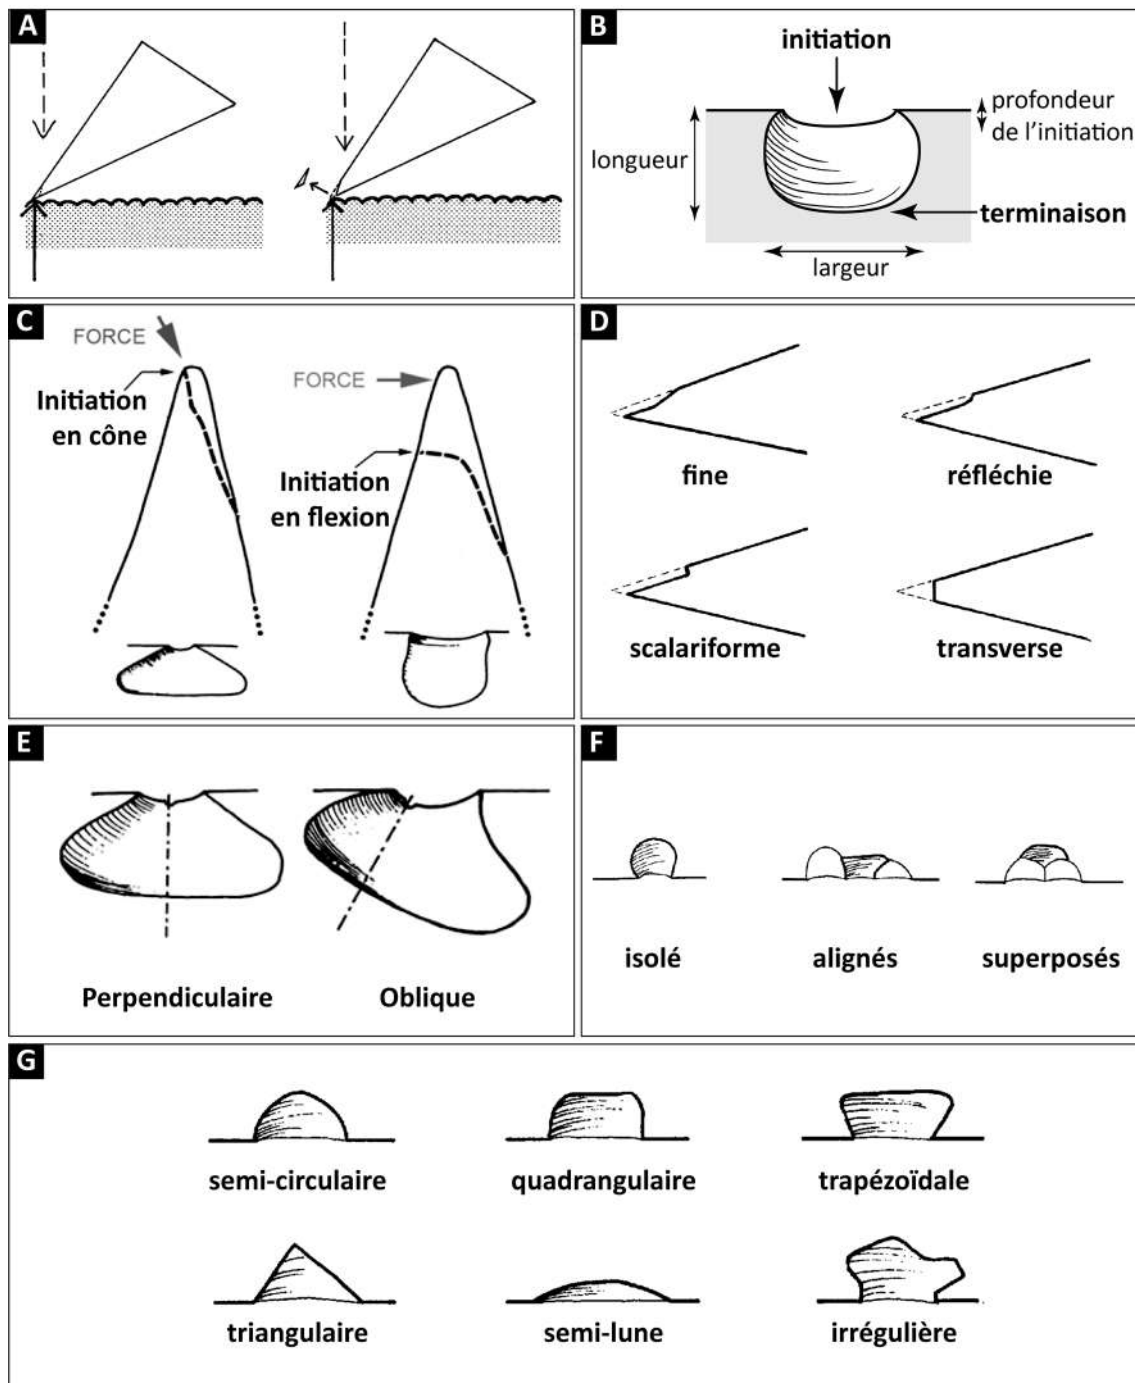 A
B
initiation
profondeur
de l'initiation
longueur
terminaison
largeur
C
FORCE
Initiation
en cône
FORCE
Initiation
en flexion
D
fine
réfléchie
scalariforme
transverse
E
Perpendiculaire
Oblique
F
isolé
alignés
superposés
G
semi-circulaire
quadrangulaire
trapézoïdale
triangulaire
semi-lune
irrégulière